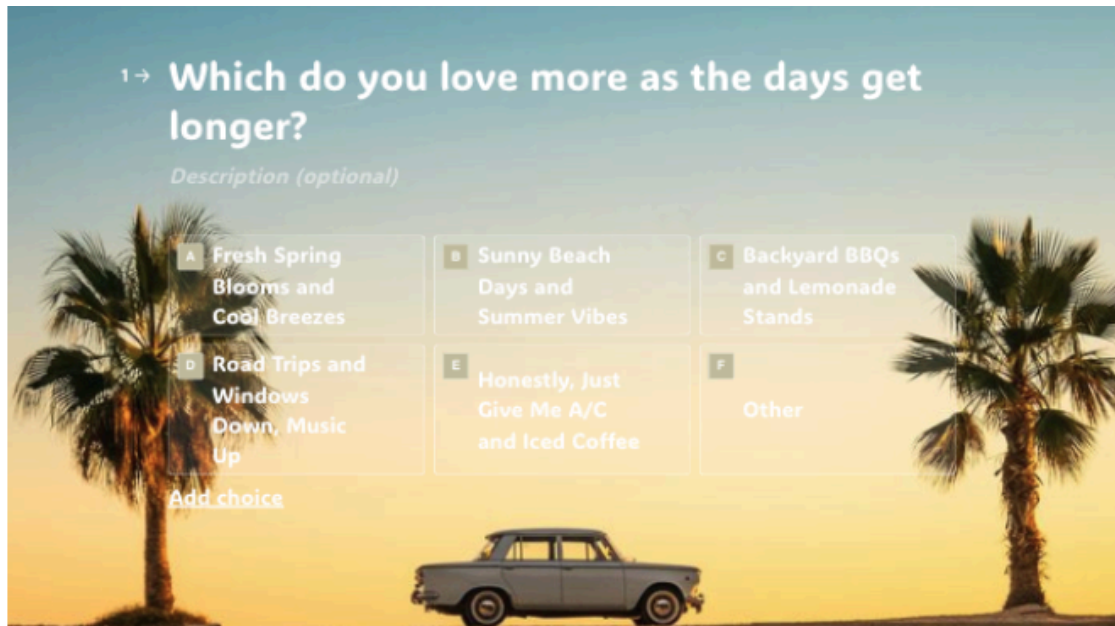 1→ Which do you love more as the days get
longer?
Description (optional)
A Fresh Spring
Blooms and
Cool Breezes
B Sunny Beach
Days and
Summer Vibes
C Backyard BBQs
and Lemonade
Stands
D Road Trips and
Windows
Down, Music
Up
E Honestly, Just
Give Me A/C
and Iced Coffee
F Other
Add choice